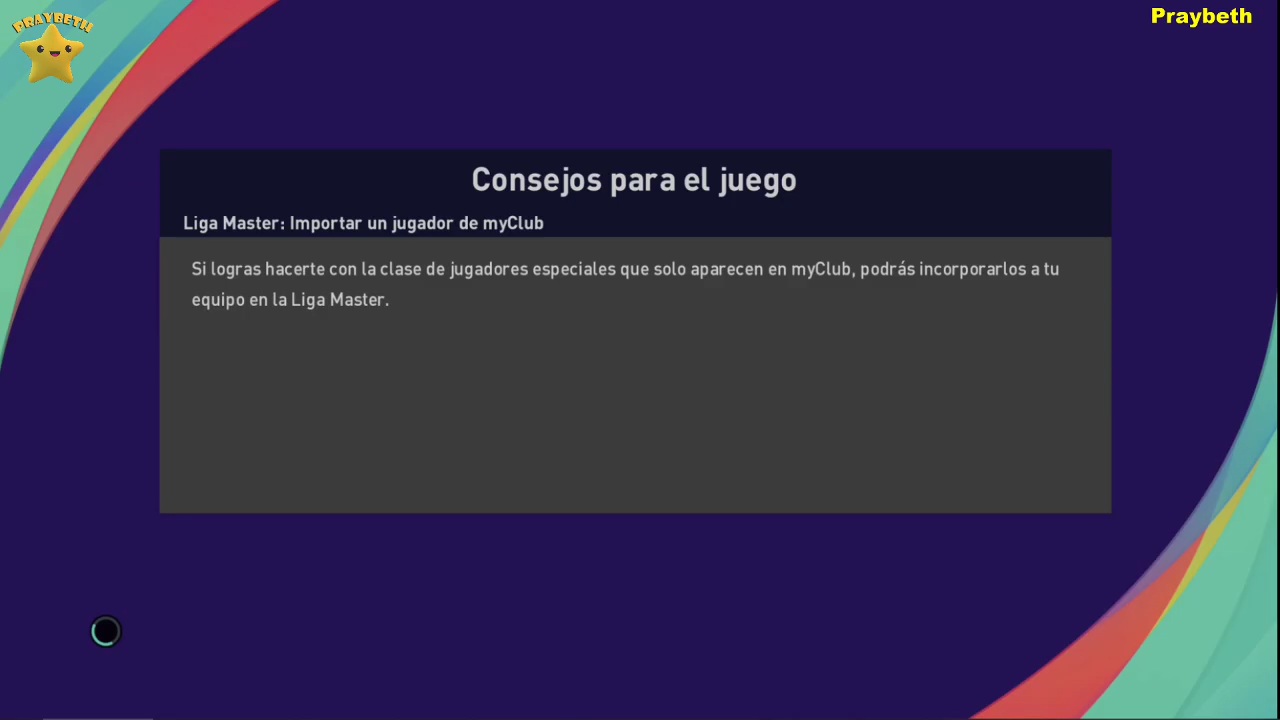 PRAYBETH
Praybeth
Consejos para el juego
Liga Master: Importar un jugador de myClub
Si logras hacerte con la clase de jugadores especiales que solo aparecen en myClub, podrás incorporarlos a tu
equipo en la Liga Master.